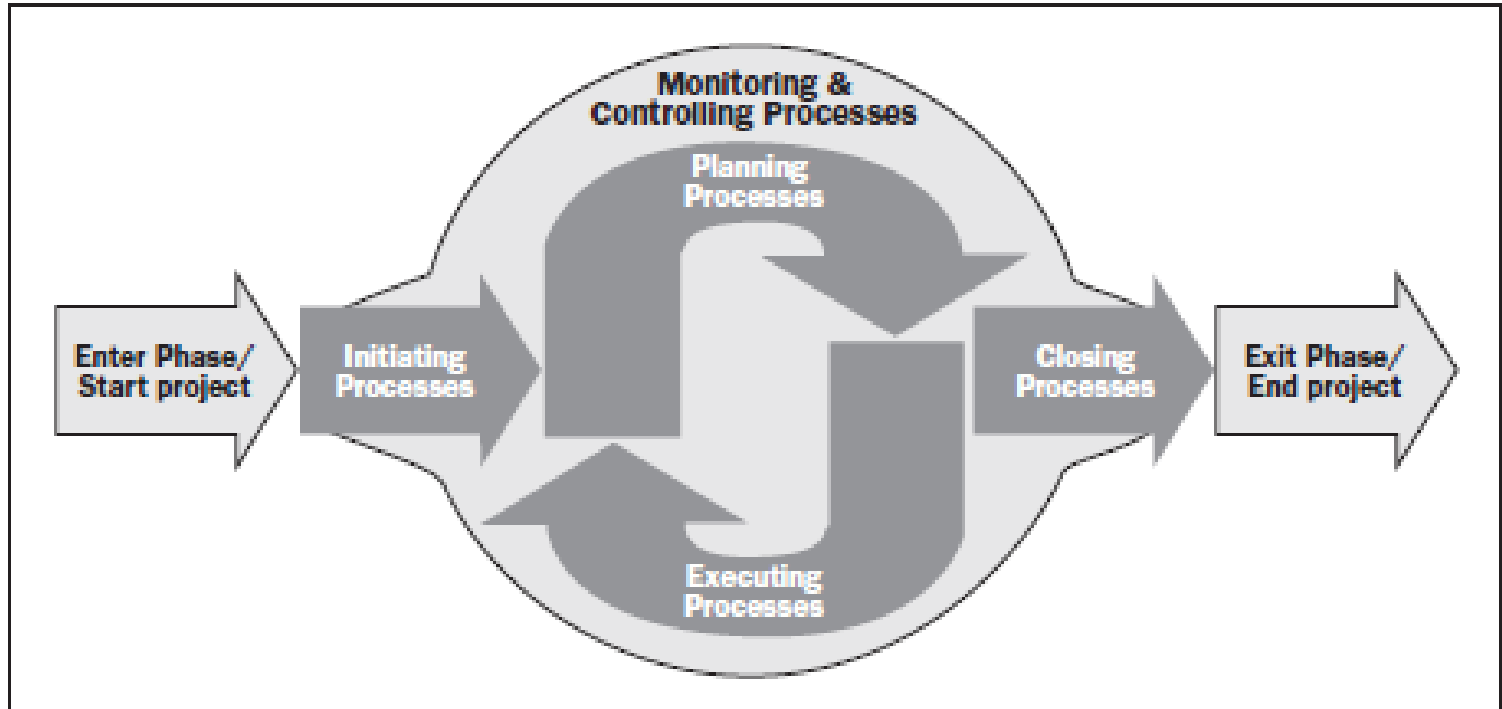 Monitoring &
Controlling Processes
Planning
Processes
Enter Phase/
Start project
Initiating
Processes
Closing
Processes
Exit Phase/
End project
Executing
Processes